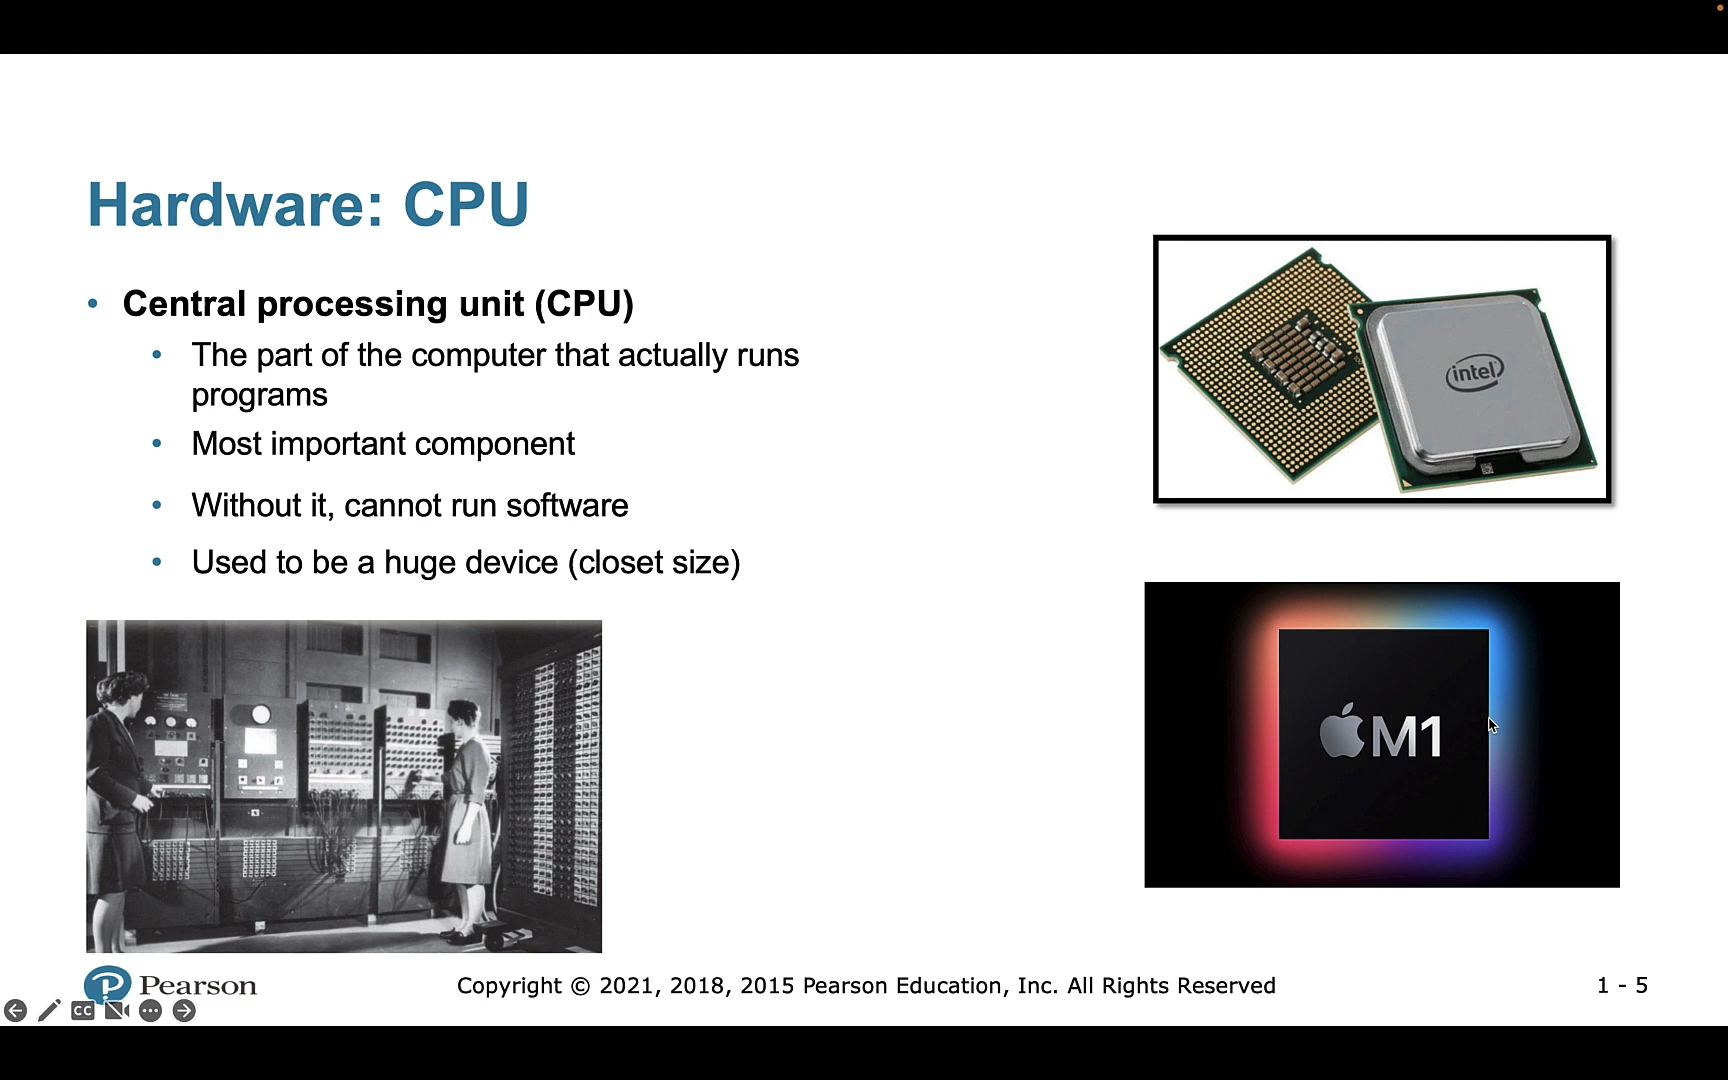 Hardware: CPU
• Central processing unit (CPU)
• The part of the computer that actually runs
programs
• Most important component
• Without it, cannot run software
• Used to be a huge device (closet size)
intel
M1
Pearson
Copyright © 2021, 2018, 2015 Pearson Education, Inc. All Rights Reserved
1 - 5
CC